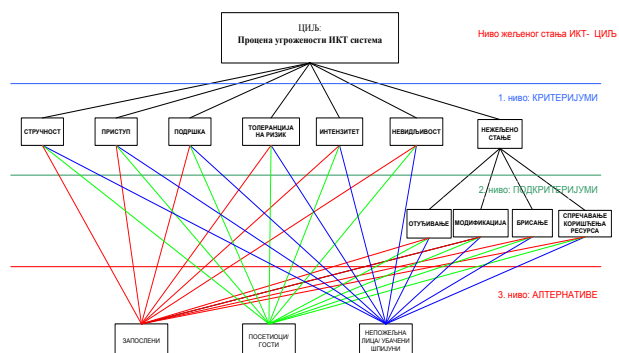 ЦИЉ:
Процена угрожености ИКТ система
Ниво жељеног стања ИКТ- ЦИЉ
1. ниво: КРИТЕРИЈУМИ
СТРУЧНОСТ
ПРИСТУП
ПОДРШКА
ТОЛЕРАНЦИЈА
НА РИЗИК
ИНТЕНЗИТЕТ
НЕВИДЉИВОСТ
НЕЖЕЉЕНО
СТАЊЕ
2. ниво: ПОДКРИТЕРИЈУМИ
ОТУЂИВАЊЕ
МОДИФИКАЦИЈА
БРИСАЊЕ
СПРЕЧАВАЊЕ
КОРИШЋЕЊА
РЕСУРСА
3. ниво: АЛТЕРНАТИВЕ
ЗАПОСЛЕНИ
ПОСЕТИОЦИ/
ГОСТИ
НЕПОЖЕЉНА
ЛИЦА/ УБАЧЕНИ
ШПИЈУНИ